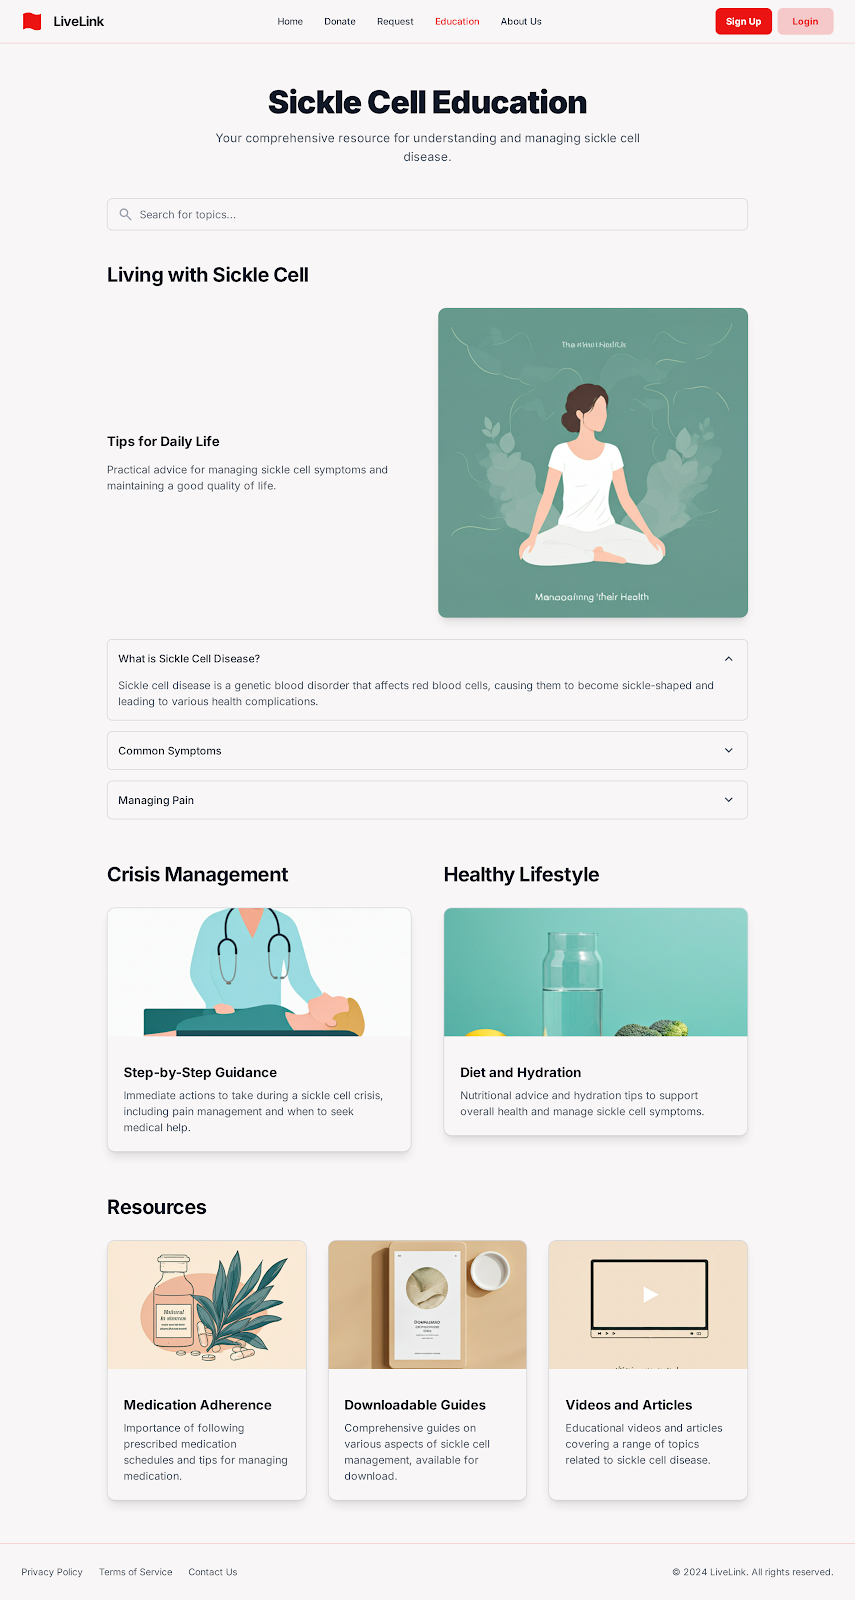 LiveLink
Home
Donate
Request
Education
About Us
Sign Up
Login
Sickle Cell Education
Your comprehensive resource for understanding and managing sickle cell
disease.
Search for topics...
Living with Sickle Cell
Tips for Daily Life
Practical advice for managing sickle cell symptoms and
maintaining a good quality of life.
The
their Health
What is Sickle Cell Disease?
Sickle cell disease is a genetic blood disorder that affects red blood cells, causing them to become sickle-shaped and
leading to various health complications.
Common Symptoms
Managing Pain
Crisis Management
Healthy Lifestyle
Step-by-Step Guidance
Immediate actions to take during a sickle cell crisis,
including pain management and when to seek
medical help.
Diet and Hydration
Nutritional advice and hydration tips to support
overall health and manage sickle cell symptoms.
Resources
Natural
Medication Adherence
Importance of following
prescribed medication
schedules and tips for managing
medication.
Downloadable Guides
Comprehensive guides on
various aspects of sickle cell
management, available for
download.
Videos and Articles
Educational videos and articles
covering a range of topics
related to sickle cell disease.
Privacy Policy
Terms of Service
Contact Us
© 2024 LiveLink. All rights reserved.